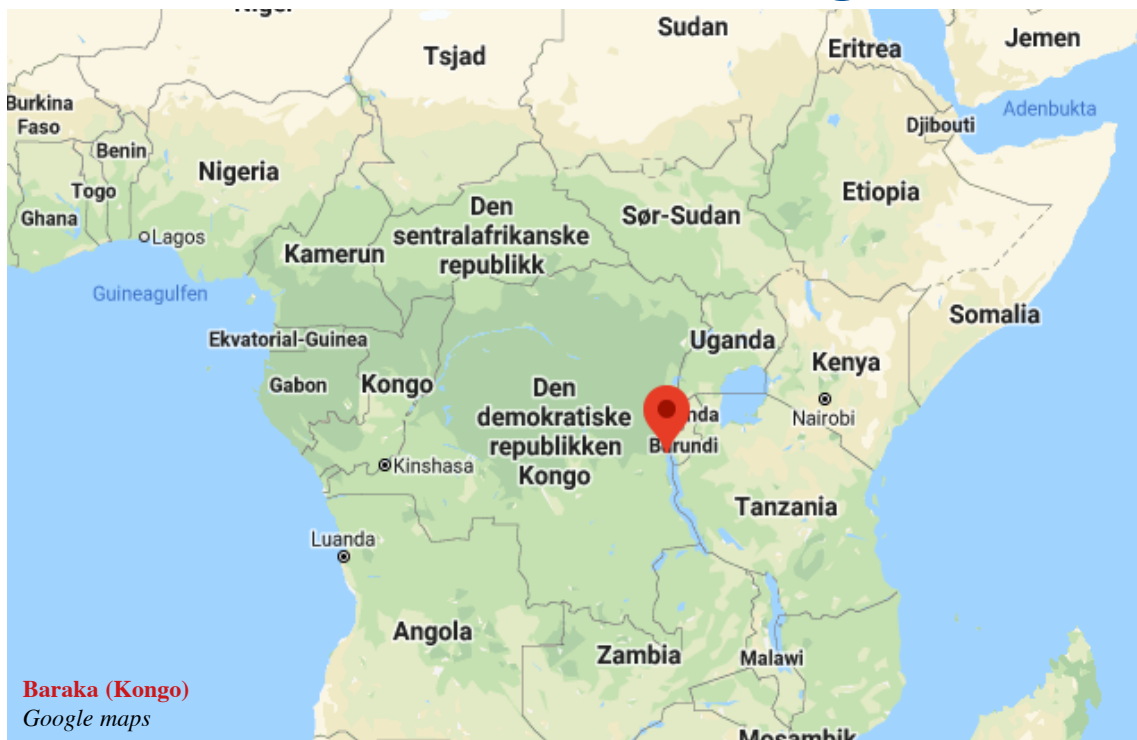 Sudan
Jemen
Eritrea
Tsjad
Burkina
Faso
Adenbukta
Djibouti
Benin
Nigeria
Togo
Etiopia
Ghana
Den
sentralafrikanske
republikk
Sør-Sudan
Lagos
Kamerun
Guineagulfen
Somalia
Ekvatorial-Guinea
Uganda
Kenya
Gabon
Kongo
Den
demokratiske
republikken
Kongo
Nairobi
Burundi
Kinshasa
Tanzania
Luanda
Angola
Zambia
Malawi
Baraka (Kongo)
Google maps
Mosambik